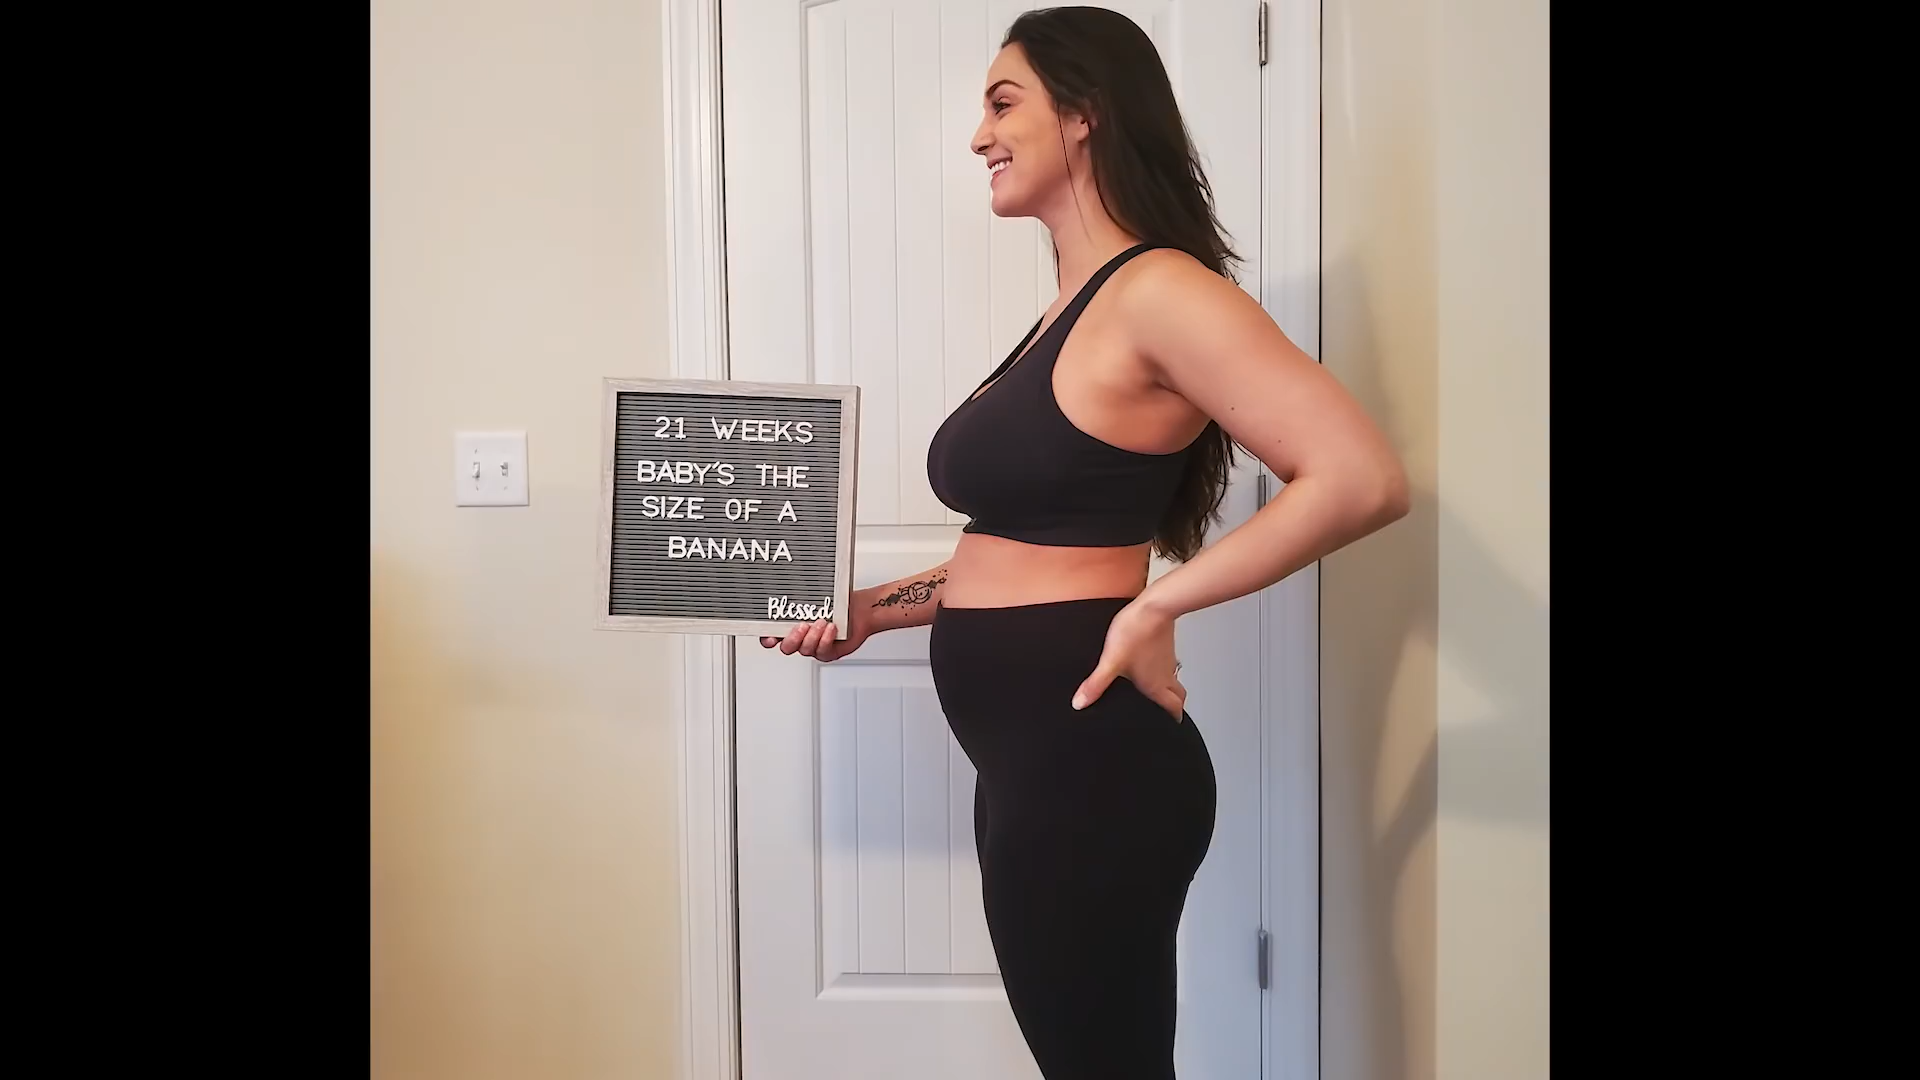 21 WEEKS
BABY'S THE
SIZE OF A
BANANA
Blessed